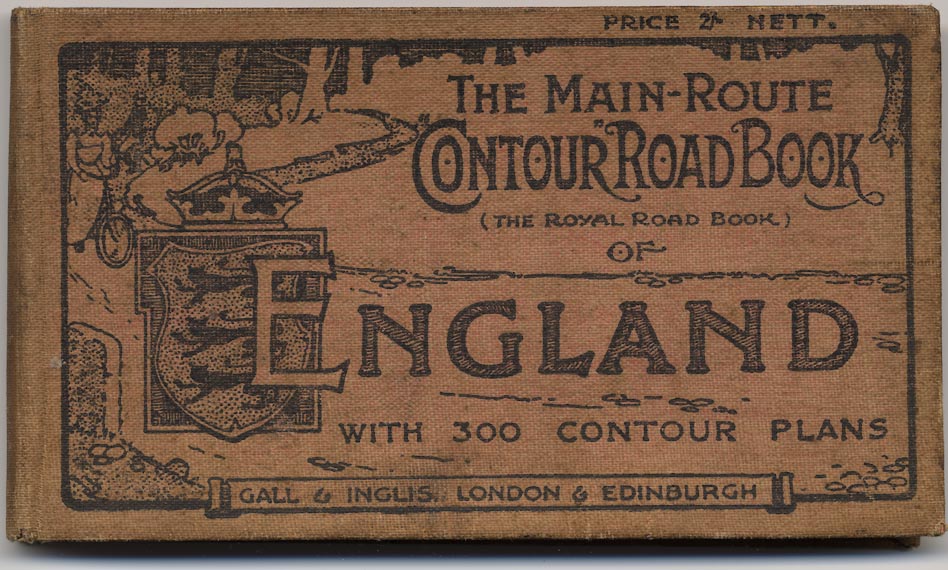 PRICE 2/- NETT.
THE MAIN-ROUTE
"CONTOUR" ROAD BOOK
(THE ROYAL ROAD BOOK)
OF
ENGLAND
WITH 300 CONTOUR PLANS
GALL & INGLIS, LONDON & EDINBURGH